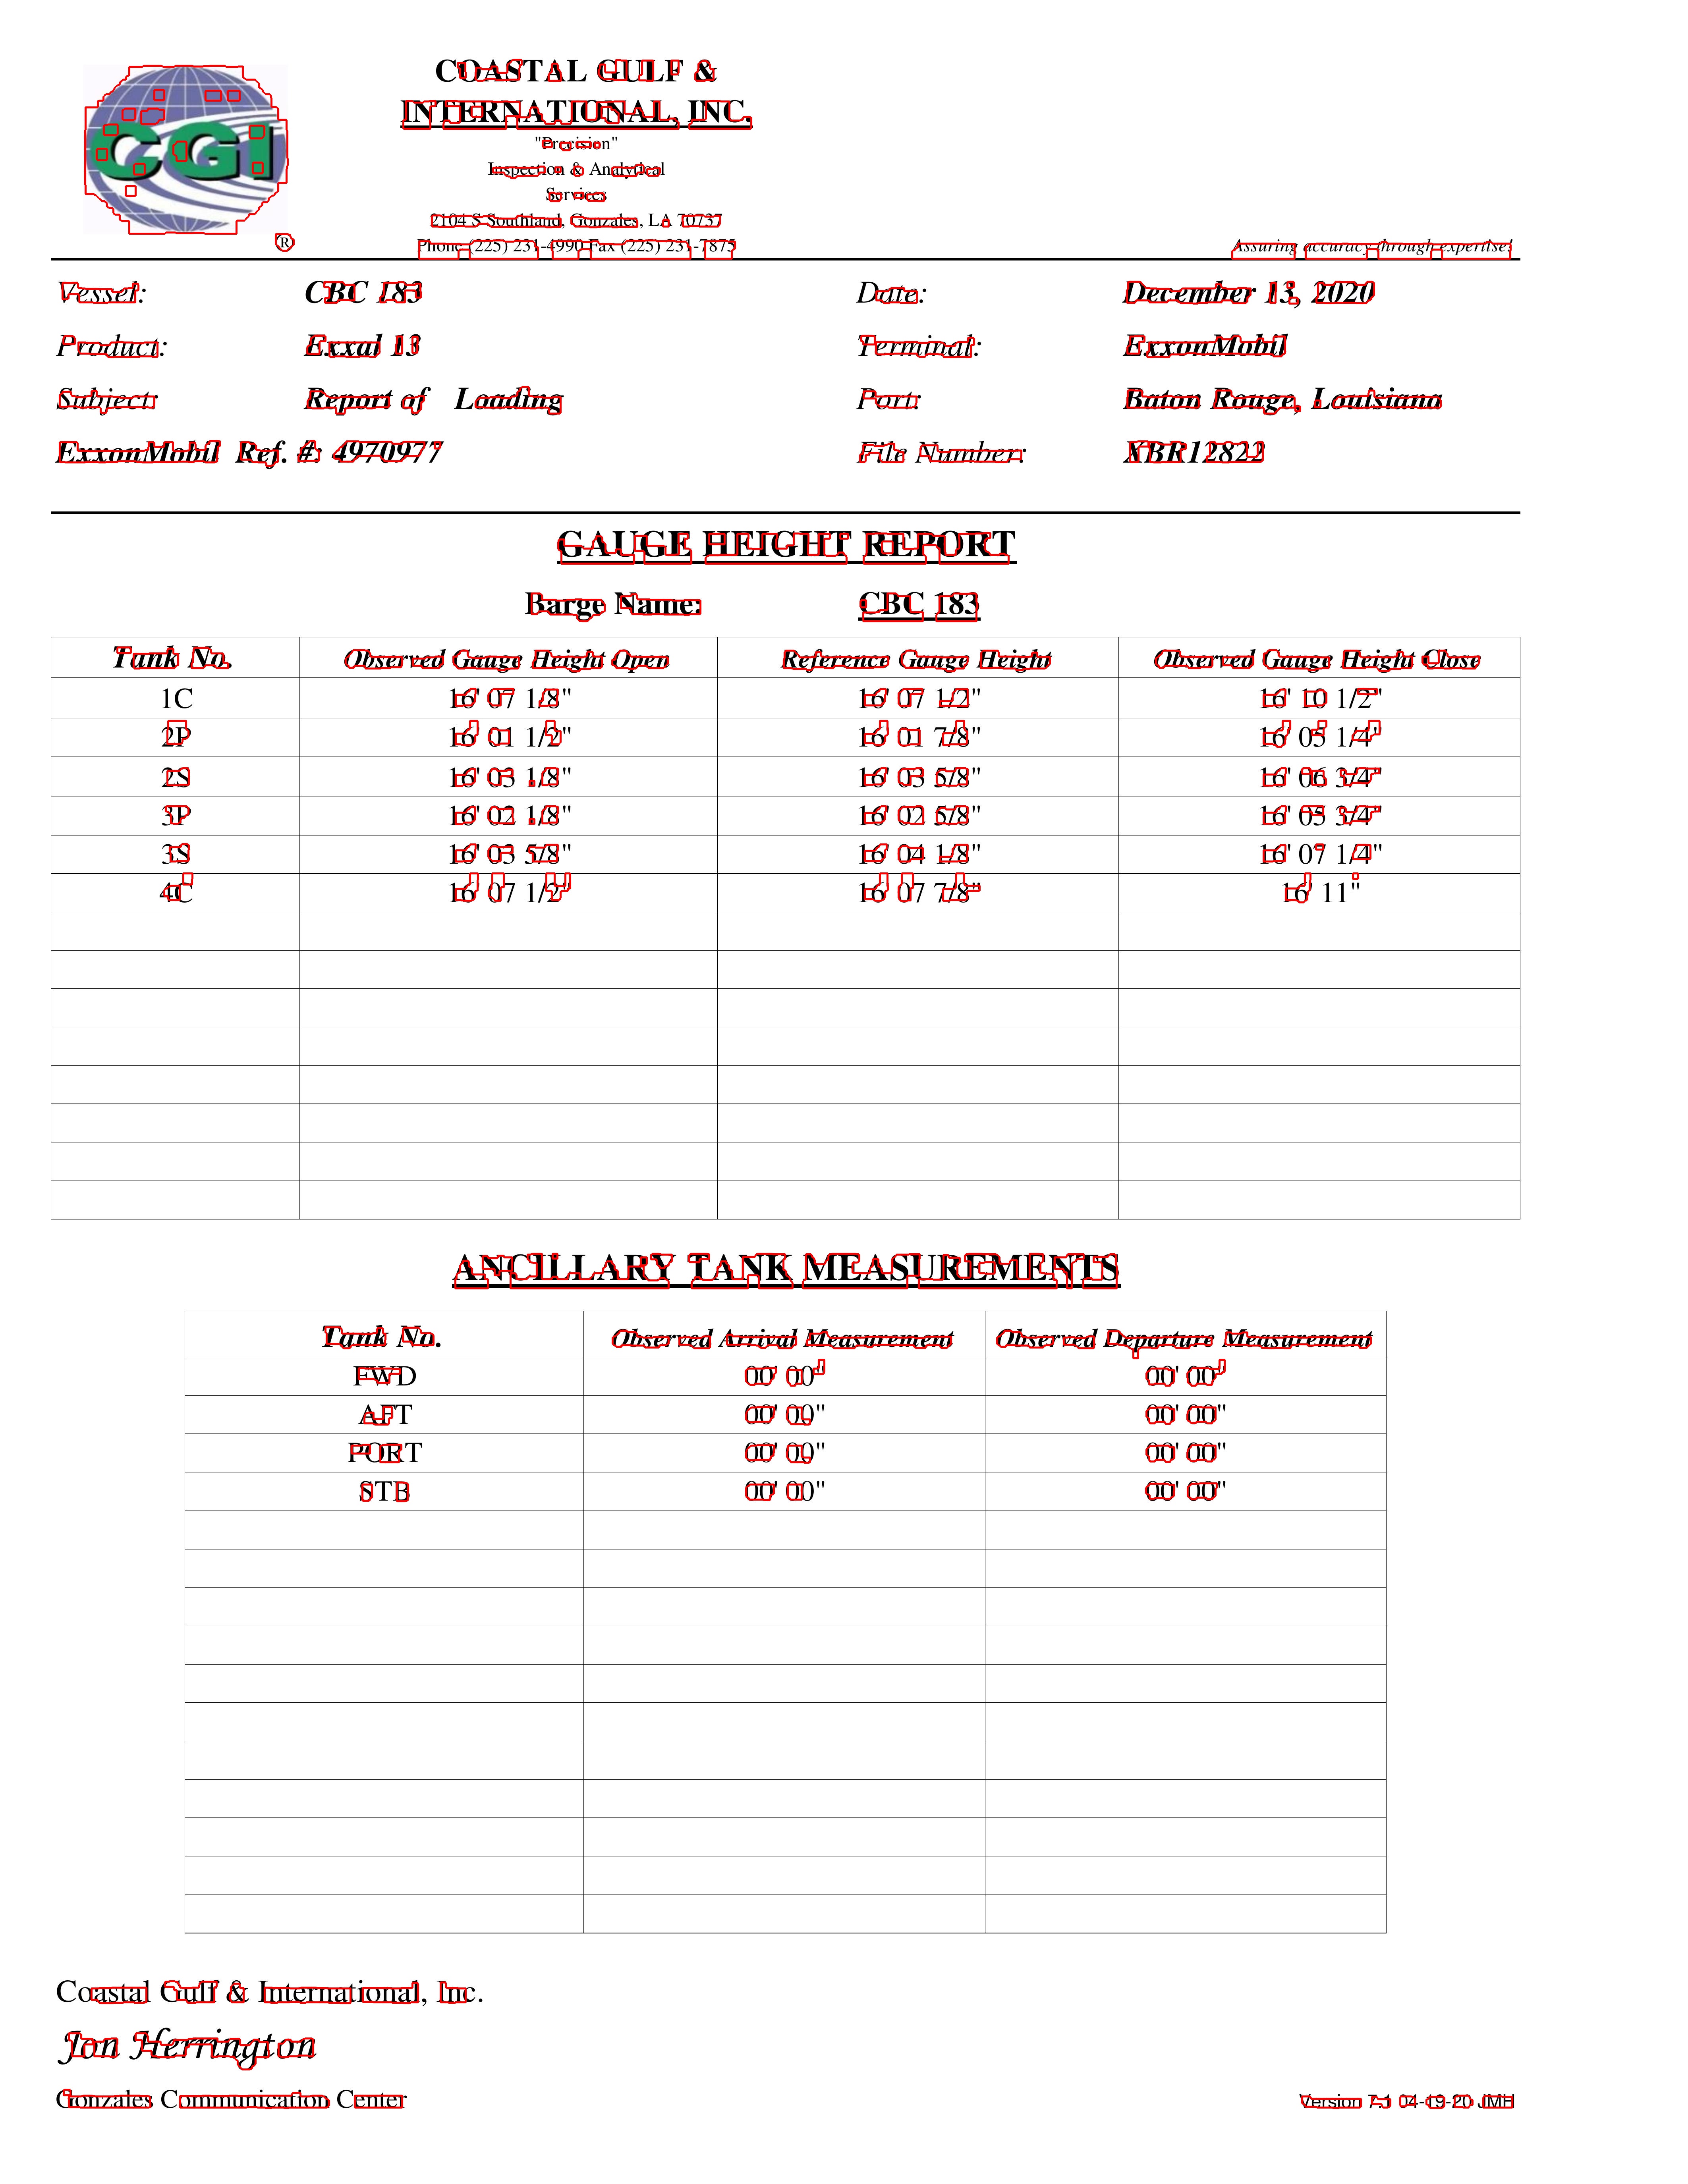 COASTAL GULF &
INTERNATIONAL, INC.
"Precision"
Inspection & Analytical
Services
2104 S Southland, Gonzales, LA 70737
Phone (225) 231-4990 Fax (225) 231-7875
CGI
®
Assuring accuracy through expertise!
Vessel: CBC 183 Date: December 13, 2020
Product: Exxal 13 Terminal: ExxonMobil
Subject: Report of Loading Port: Baton Rouge, Louisiana
ExxonMobil Ref. #: 4970977 File Number: XBR12822
GAUGE HEIGHT REPORT
Barge Name: CBC 183
Tank No. Observed Gauge Height Open Reference Gauge Height Observed Gauge Height Close
1C 16' 07 1/8" 16' 07 1/2" 16' 10 1/2"
2P 16' 01 1/2" 16' 01 7/8" 16' 05 1/4"
2S 16' 03 1/8" 16' 03 5/8" 16' 06 3/4"
3P 16' 02 1/8" 16' 02 5/8" 16' 05 3/4"
3S 16' 03 5/8" 16' 04 1/8" 16' 07 1/4"
4C 16' 07 1/2" 16' 07 7/8" 16' 11"
ANCILLARY TANK MEASUREMENTS
Tank No. Observed Arrival Measurement Observed Departure Measurement
FWD 00' 00" 00' 00"
AFT 00' 00" 00' 00"
PORT 00' 00" 00' 00"
STB 00' 00" 00' 00"
Coastal Gulf & International, Inc.
Jon Herrington
Gonzales Communication Center
Version 7.1 04-19-20 JMH